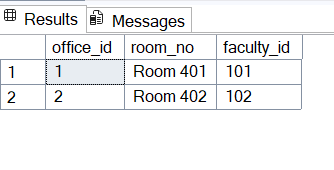 Results Messages
office_id room_no faculty_id
1 1 Room 401 101
2 2 Room 402 102